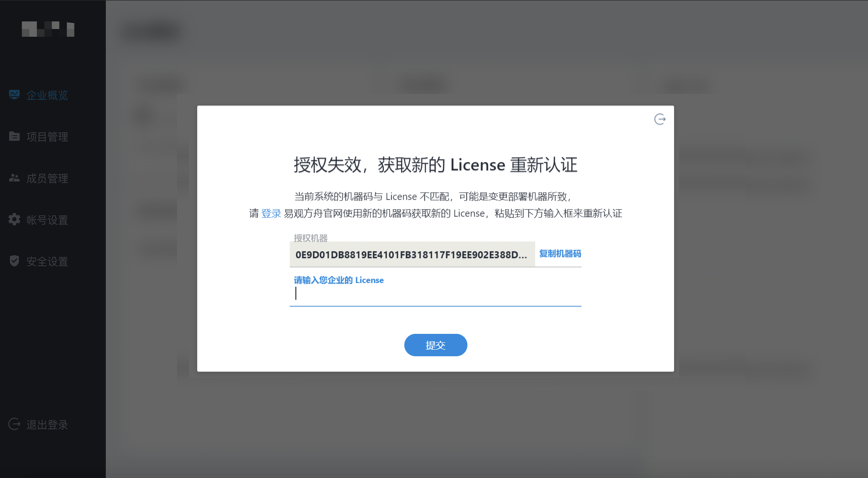 企业概览
项目管理
成员管理
帐号设置
安全设置
退出登录
授权失效，获取新的 License 重新认证
当前系统的机器码与 License 不匹配，可能是变更部署机器所致，
请 登录 易观方舟官网使用新的机器码获取新的 License，粘贴到下方输入框来重新认证
授权机器
0E9D01DB8819EE4101FB318117F19EE902E388D...
复制机器码
请输入您企业的 License
提交